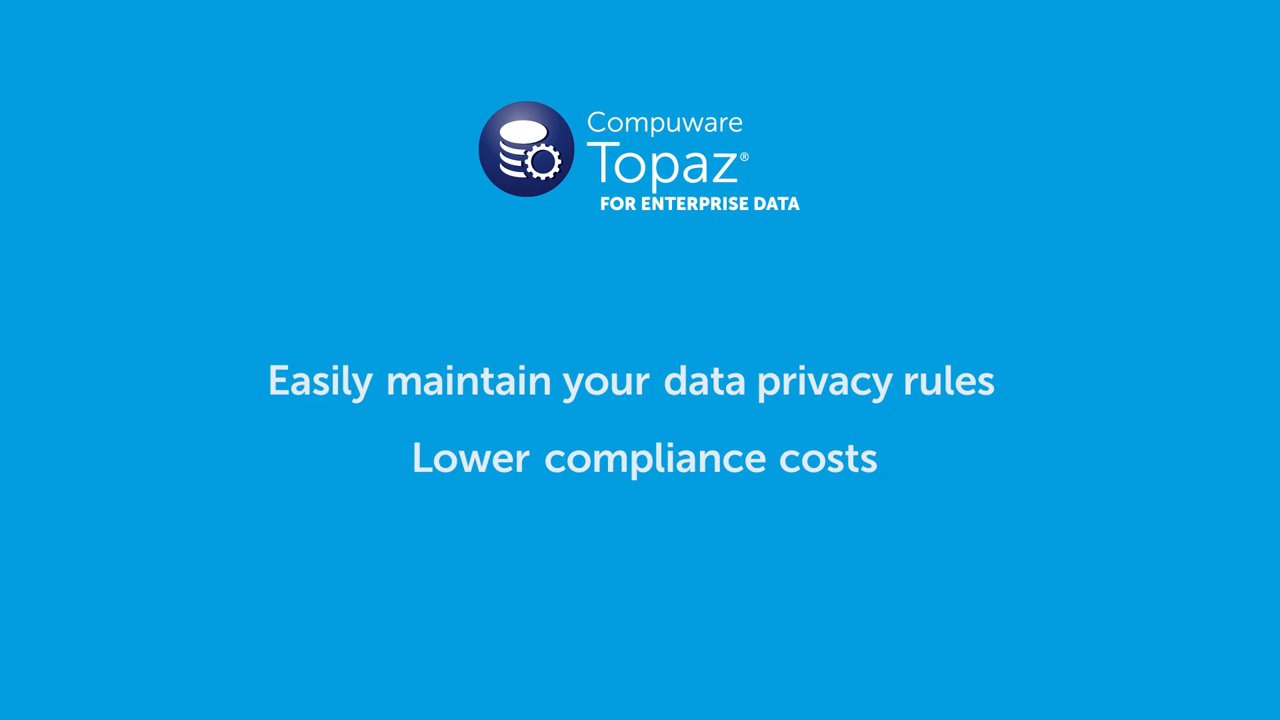 Compuware
Topaz®
FOR ENTERPRISE DATA
Easily maintain your data privacy rules
Lower compliance costs